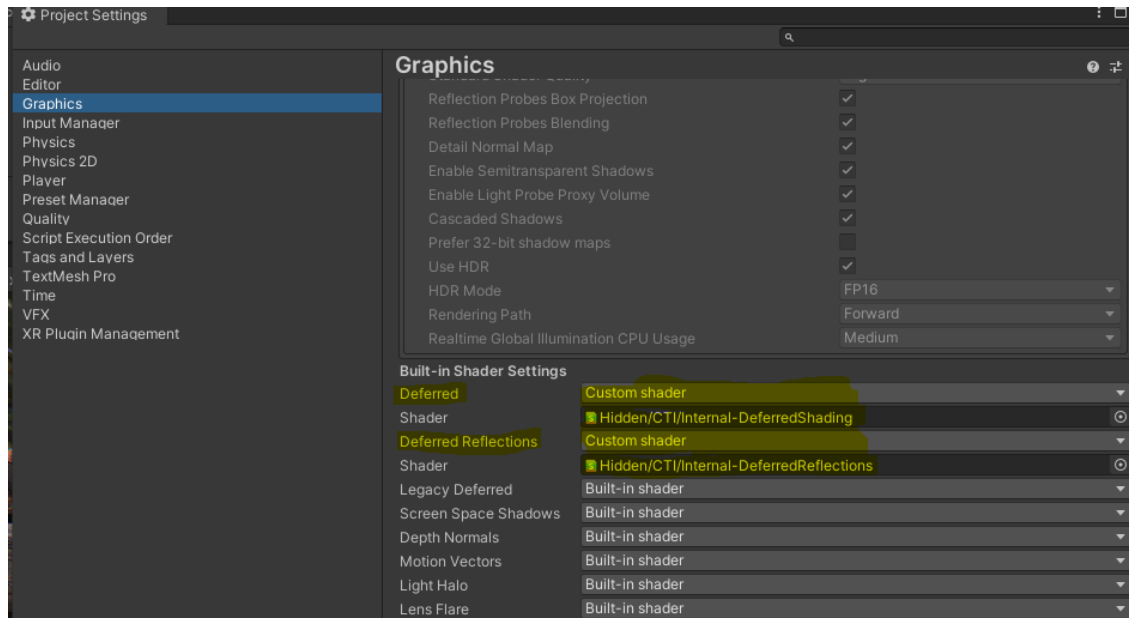 Project Settings
Audio
Editor
Graphics
Input Manager
Physics
Physics 2D
Player
Preset Manager
Quality
Script Execution Order
Tags and Layers
TextMesh Pro
Time
VFX
XR Plugin Management
Graphics
Reflection Probes Box Projection
Reflection Probes Blending
Detail Normal Map
Enable Semitransparent Shadows
Enable Light Probe Proxy Volume
Cascaded Shadows
Prefer 32-bit shadow maps
Use HDR
HDR Mode FP16
Rendering Path Forward
Realtime Global Illumination CPU Usage Medium
Built-in Shader Settings
Deferred Custom shader
Shader Hidden/CTI/Internal-DeferredShading
Deferred Reflections Custom shader
Shader Hidden/CTI/Internal-DeferredReflections
Legacy Deferred Built-in shader
Screen Space Shadows Built-in shader
Depth Normals Built-in shader
Motion Vectors Built-in shader
Light Halo Built-in shader
Lens Flare Built-in shader